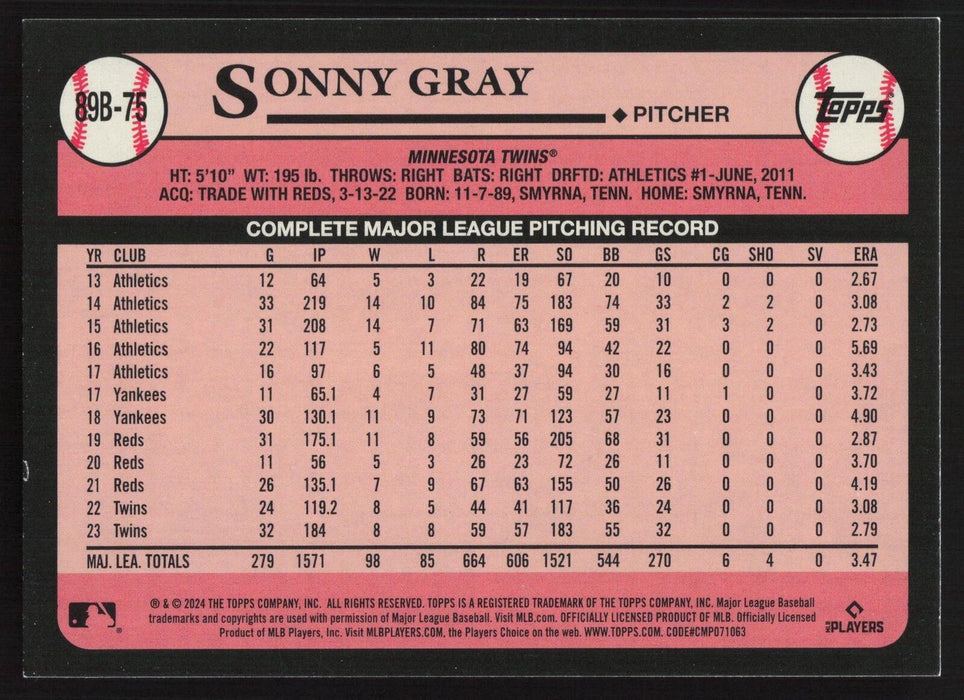 89B-75
SONNY GRAY
◆ PITCHER
TOPPS
MINNESOTA TWINS®
HT: 5'10" WT: 195 lb. THROWS: RIGHT BATS: RIGHT DRFTD: ATHLETICS #1-JUNE, 2011
ACQ: TRADE WITH REDS, 3-13-22 BORN: 11-7-89, SMYRNA, TENN. HOME: SMYRNA, TENN.
COMPLETE MAJOR LEAGUE PITCHING RECORD
YR CLUB G IP W L R ER SO BB GS CG SHO SV ERA
13 Athletics 12 64 5 3 22 19 67 20 10 0 0 0 2.67
14 Athletics 33 219 14 10 84 75 183 74 33 2 2 0 3.08
15 Athletics 31 208 14 7 71 63 169 59 31 3 2 0 2.73
16 Athletics 22 117 5 11 80 74 94 42 22 0 0 0 5.69
17 Athletics 16 97 6 5 48 37 94 30 16 0 0 0 3.43
17 Yankees 11 65.1 4 7 31 27 59 27 11 1 0 0 3.72
18 Yankees 30 130.1 11 9 73 71 123 57 23 0 0 0 4.90
19 Reds 31 175.1 11 8 59 56 205 68 31 0 0 0 2.87
20 Reds 11 56 5 3 26 23 72 26 11 0 0 0 3.70
21 Reds 26 135.1 7 9 67 63 155 50 26 0 0 0 4.19
22 Twins 24 119.2 8 5 44 41 117 36 24 0 0 0 3.08
23 Twins 32 184 8 8 59 57 183 55 32 0 0 0 2.79
MAJ. LEA. TOTALS 279 1571 98 85 664 606 1521 544 270 6 4 0 3.47
® & © 2024 THE TOPPS COMPANY, INC. ALL RIGHTS RESERVED. TOPPS IS A REGISTERED TRADEMARK OF THE TOPPS COMPANY, INC. Major League Baseball
trademarks and copyrights are used with permission of Major League Baseball. Visit MLB.com. OFFICIALLY LICENSED PRODUCT OF MLB. Officially Licensed
Product of MLB Players, Inc. Visit MLBPLAYERS.COM, the Players Choice on the web. WWW.TOPPS.COM. CODE#CMP071063
MLB PLAYERS